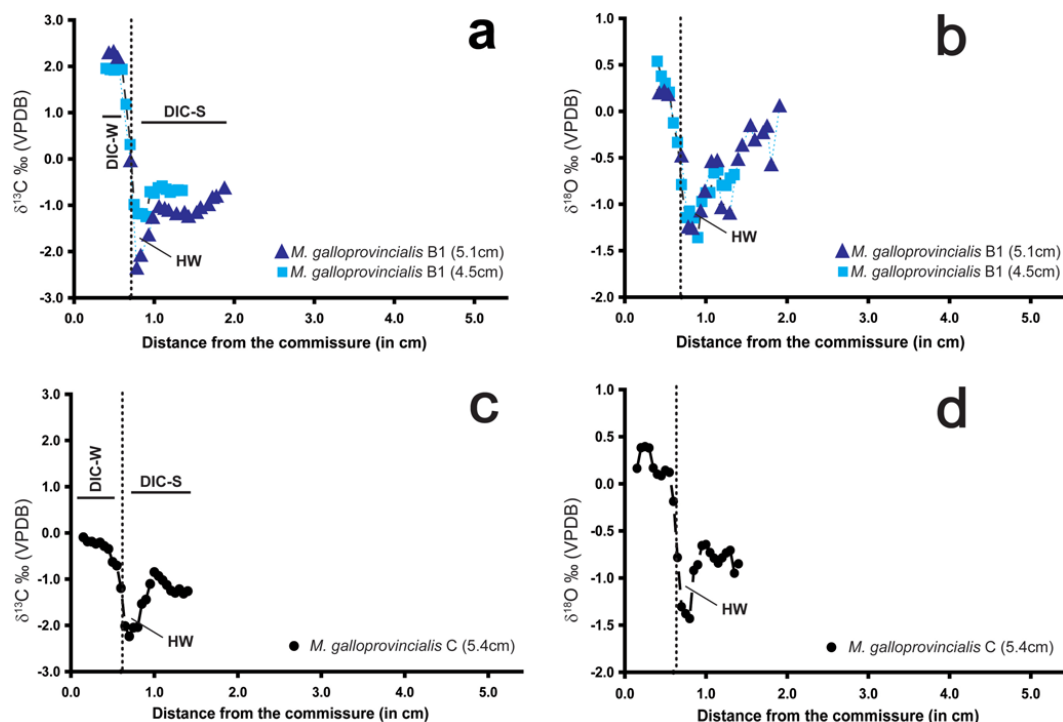 a
3.0
2.0
1.0
0.0
-1.0
-2.0
-3.0
δ13C ‰ (VPDB)
DIC-W
DIC-S
HW
M. galloprovincialis B1 (5.1cm)
M. galloprovincialis B1 (4.5cm)
0.0 1.0 2.0 3.0 4.0 5.0
Distance from the commissure (in cm)
b
1.0
0.5
0.0
-0.5
-1.0
-1.5
-2.0
δ18O ‰ (VPDB)
HW
M. galloprovincialis B1 (5.1cm)
M. galloprovincialis B1 (4.5cm)
0.0 1.0 2.0 3.0 4.0 5.0
Distance from the commissure (in cm)
c
3.0
2.0
1.0
0.0
-1.0
-2.0
-3.0
δ13C ‰ (VPDB)
DIC-W
DIC-S
HW
M. galloprovincialis C (5.4cm)
0.0 1.0 2.0 3.0 4.0 5.0
Distance from the commissure (in cm)
d
1.0
0.5
0.0
-0.5
-1.0
-1.5
-2.0
δ18O ‰ (VPDB)
HW
M. galloprovincialis C (5.4cm)
0.0 1.0 2.0 3.0 4.0 5.0
Distance from the commissure (in cm)